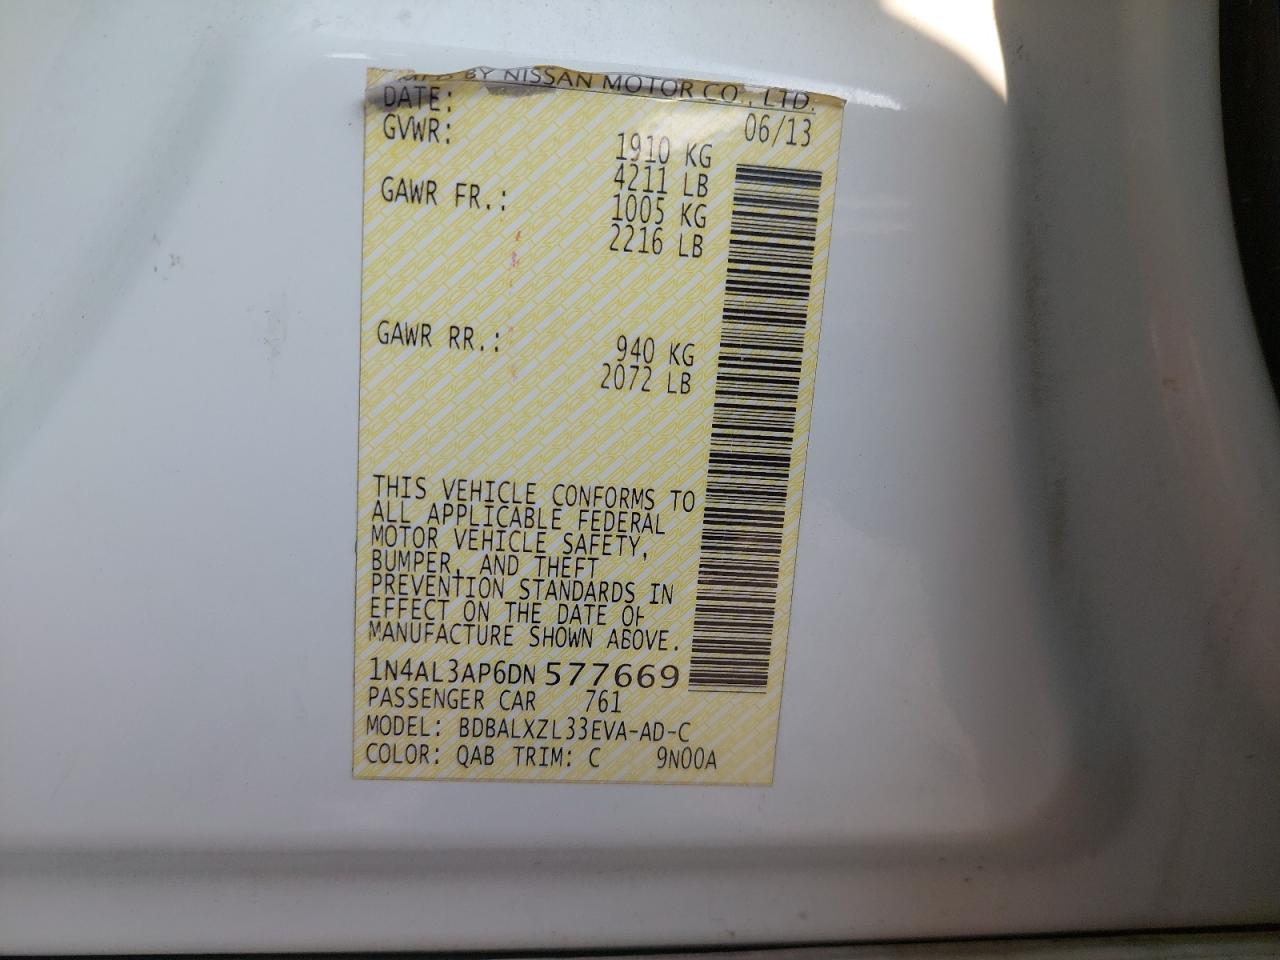 MFD BY NISSAN MOTOR CO., LTD.
DATE: 06/13
GVWR: 1910 KG
4211 LB
GAWR FR.: 1005 KG
2216 LB
GAWR RR.: 940 KG
2072 LB
THIS VEHICLE CONFORMS TO
ALL APPLICABLE FEDERAL
MOTOR VEHICLE SAFETY,
BUMPER, AND THEFT
PREVENTION STANDARDS IN
EFFECT ON THE DATE OF
MANUFACTURE SHOWN ABOVE.
1N4AL3AP6DN577669
PASSENGER CAR 761
MODEL: BDBALXZL33EVA-AD-C
COLOR: QAB TRIM: C 9N00A